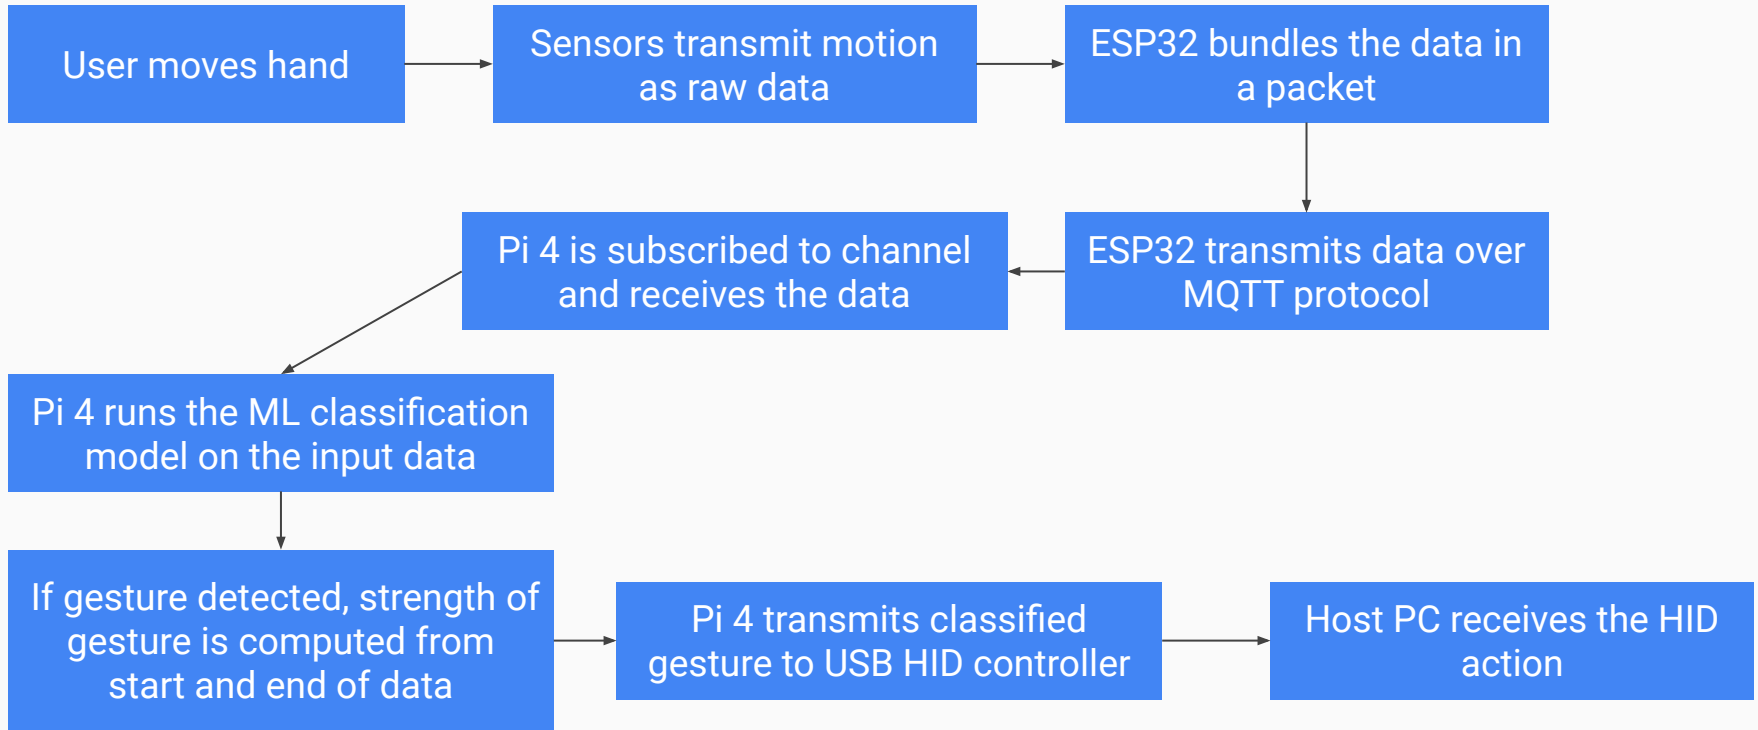 User moves hand
Sensors transmit motion
as raw data
ESP32 bundles the data in
a packet
ESP32 transmits data over
MQTT protocol
Pi 4 is subscribed to channel
and receives the data
Pi 4 runs the ML classification
model on the input data
If gesture detected, strength of
gesture is computed from
start and end of data
Pi 4 transmits classified
gesture to USB HID controller
Host PC receives the HID
action